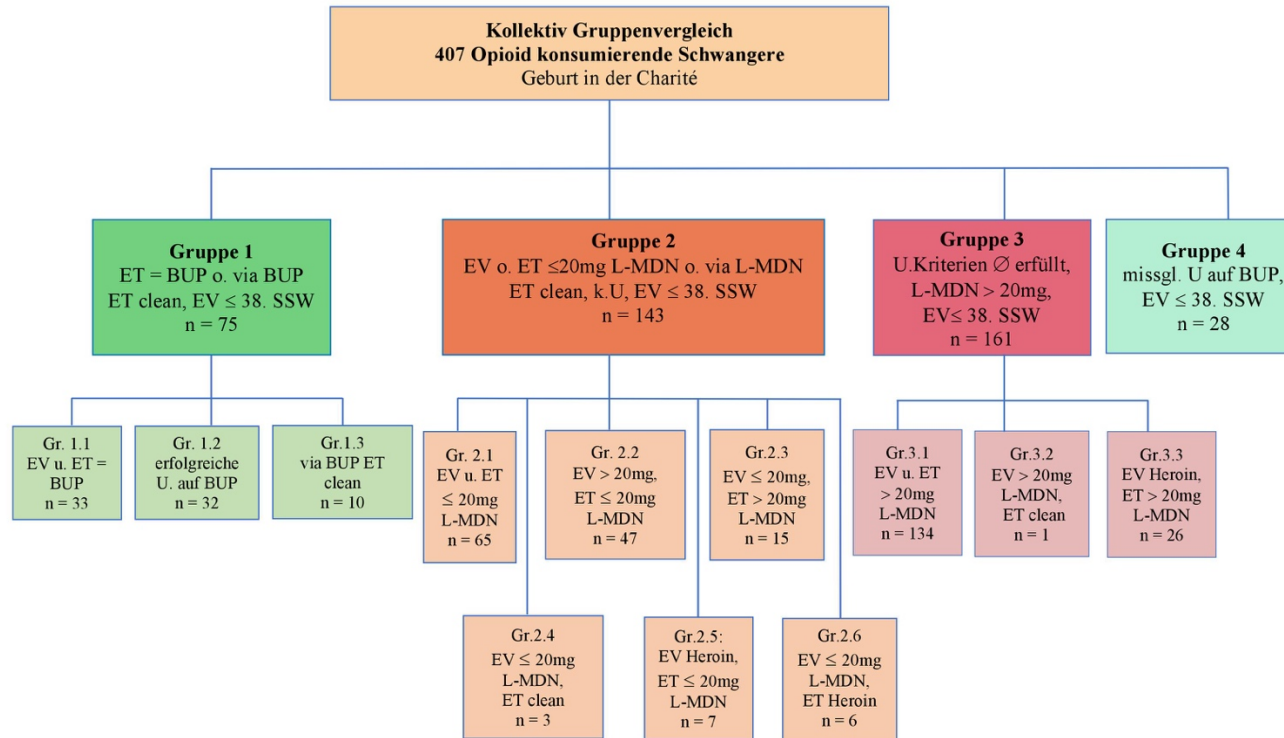 Kollektiv Gruppenvergleich
407 Opioid konsumierende Schwangere
Geburt in der Charité
Gruppe 1
ET = BUP o. via BUP
ET clean, EV ≤ 38. SSW
n = 75
Gruppe 2
EV o. ET ≤20mg L-MDN o. via L-MDN
ET clean, k.U, EV ≤ 38. SSW
n = 143
Gruppe 3
U.Kriterien ∅ erfüllt,
L-MDN > 20mg,
EV≤ 38. SSW
n = 161
Gruppe 4
missgl. U auf BUP,
EV ≤ 38. SSW
n = 28
Gr. 1.1
EV u. ET =
BUP
n = 33
Gr. 1.2
erfolgreiche
U. auf BUP
n = 32
Gr.1.3
via BUP ET
clean
n = 10
Gr. 2.1
EV u. ET
≤ 20mg
L-MDN
n = 65
Gr. 2.2
EV > 20mg,
ET ≤ 20mg
L-MDN
n = 47
Gr. 2.3
EV ≤ 20mg,
ET > 20mg
L-MDN
n = 15
Gr.3.1
EV u. ET
> 20mg
L-MDN
n = 134
Gr.3.2
EV > 20mg
L-MDN,
ET clean
n = 1
Gr.3.3
EV Heroin,
ET > 20mg
L-MDN
n = 26
Gr.2.4
EV ≤ 20mg
L-MDN,
ET clean
n = 3
Gr.2.5:
EV Heroin,
ET ≤ 20mg
L-MDN
n = 7
Gr.2.6
EV ≤ 20mg
L-MDN,
ET Heroin
n = 6